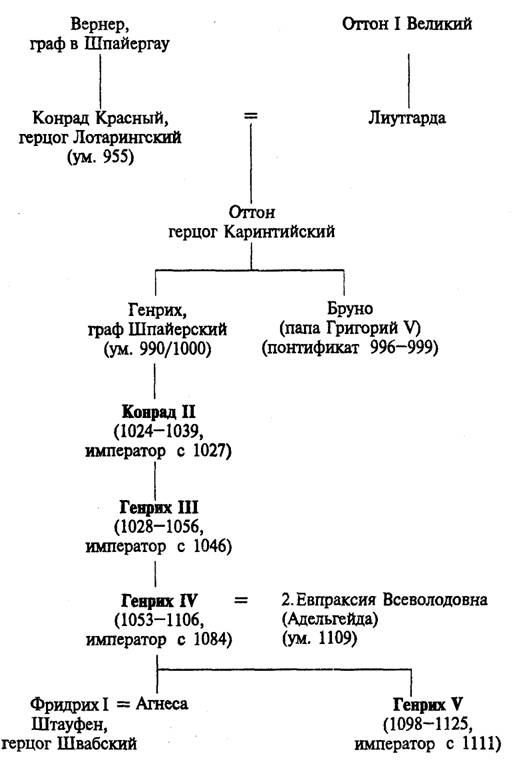 Вернер,
граф в Шпайергау
Оттон I Великий
Конрад Красный,
герцог Лотарингский
(ум. 955)
=
Лиутгарда
Оттон
герцог Каринтийский
Генрих,
граф Шпайерский
(ум. 990/1000)
Бруно
(папа Григорий V)
(понтификат 996—999)
Конрад II
(1024—1039,
император с 1027)
Генрих III
(1028—1056,
император с 1046)
Генрих IV
(1053—1106,
император с 1084)
=
2.Евпраксия Всеволодовна
(Адельгейда)
(ум. 1109)
Фридрих I = Агнеса
Штауфен,
герцог Швабский
Генрих V
(1098—1125,
император с 1111)